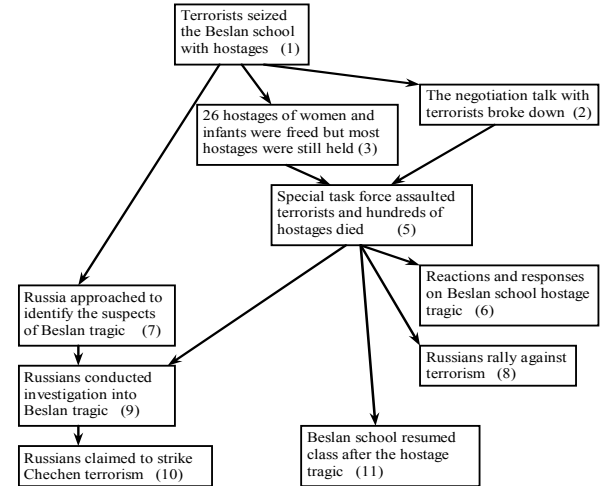 Terrorists seized
the Beslan school
with hostages (1)
The negotiation talk with
terrorists broke down (2)
26 hostages of women and
infants were freed but most
hostages were still held (3)
Special task force assaulted
terrorists and hundreds of
hostages died (5)
Reactions and responses
on Beslan school hostage
tragic (6)
Russia approached to
identify the suspects
of Beslan tragic (7)
Russians rally against
terrorism (8)
Russians conducted
investigation into
Beslan tragic (9)
Russians claimed to strike
Chechen terrorism (10)
Beslan school resumed
class after the hostage
tragic (11)